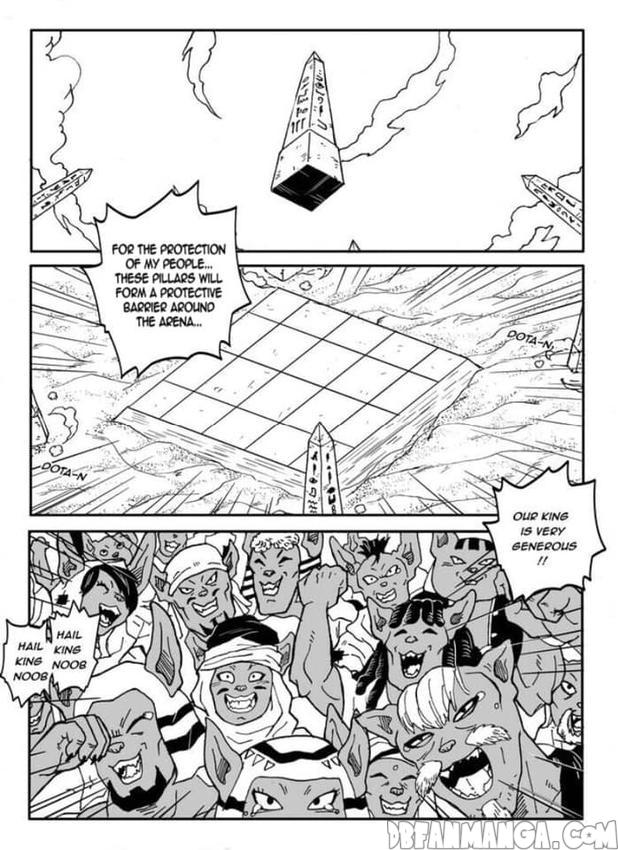 FOR THE PROTECTION
OF MY PEOPLE...
THESE PILLARS WILL
FORM A PROTECTIVE
BARRIER AROUND
THE ARENA...
DOTA-N
DOTA-N
OUR KING
IS VERY
GENEROUS
!!
HAIL
KING
NOOB
HAIL
KING
NOOB
DBFANMANGA.COM